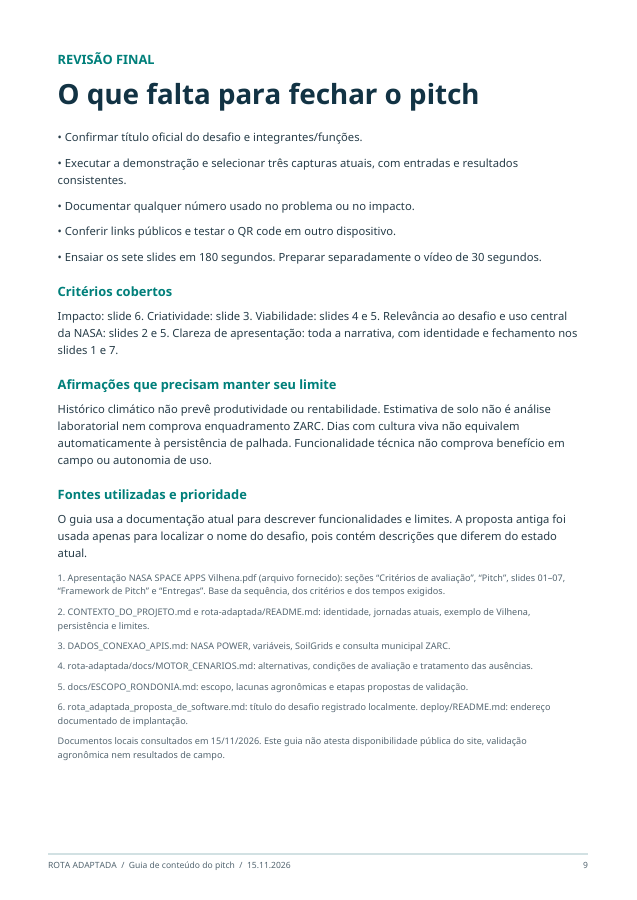 REVISÃO FINAL
O que falta para fechar o pitch
• Confirmar título oficial do desafio e integrantes/funções.
• Executar a demonstração e selecionar três capturas atuais, com entradas e resultados
consistentes.
• Documentar qualquer número usado no problema ou no impacto.
• Conferir links públicos e testar o QR code em outro dispositivo.
• Ensaiar os sete slides em 180 segundos. Preparar separadamente o vídeo de 30 segundos.
Critérios cobertos
Impacto: slide 6. Criatividade: slide 3. Viabilidade: slides 4 e 5. Relevância ao desafio e uso central
da NASA: slides 2 e 5. Clareza de apresentação: toda a narrativa, com identidade e fechamento nos
slides 1 e 7.
Afirmações que precisam manter seu limite
Histórico climático não prevê produtividade ou rentabilidade. Estimativa de solo não é análise
laboratorial nem comprova enquadramento ZARC. Dias com cultura viva não equivalem
automaticamente à persistência de palhada. Funcionalidade técnica não comprova benefício em
campo ou autonomia de uso.
Fontes utilizadas e prioridade
O guia usa a documentação atual para descrever funcionalidades e limites. A proposta antiga foi
usada apenas para localizar o nome do desafio, pois contém descrições que diferem do estado
atual.
1. Apresentação NASA SPACE APPS Vilhena.pdf (arquivo fornecido): seções “Critérios de avaliação”, “Pitch”, slides 01–07,
“Framework de Pitch” e “Entregas”. Base da sequência, dos critérios e dos tempos exigidos.
2. CONTEXTO_DO_PROJETO.md e rota-adaptada/README.md: identidade, jornadas atuais, exemplo de Vilhena,
persistência e limites.
3. DADOS_CONEXAO_APIS.md: NASA POWER, variáveis, SoilGrids e consulta municipal ZARC.
4. rota-adaptada/docs/MOTOR_CENARIOS.md: alternativas, condições de avaliação e tratamento das ausências.
5. docs/ESCOPO_RONDONIA.md: escopo, lacunas agronômicas e etapas propostas de validação.
6. rota_adaptada_proposta_de_software.md: título do desafio registrado localmente. deploy/README.md: endereço
documentado de implantação.
Documentos locais consultados em 15/11/2026. Este guia não atesta disponibilidade pública do site, validação
agronômica nem resultados de campo.
ROTA ADAPTADA / Guia de conteúdo do pitch / 15.11.2026
9